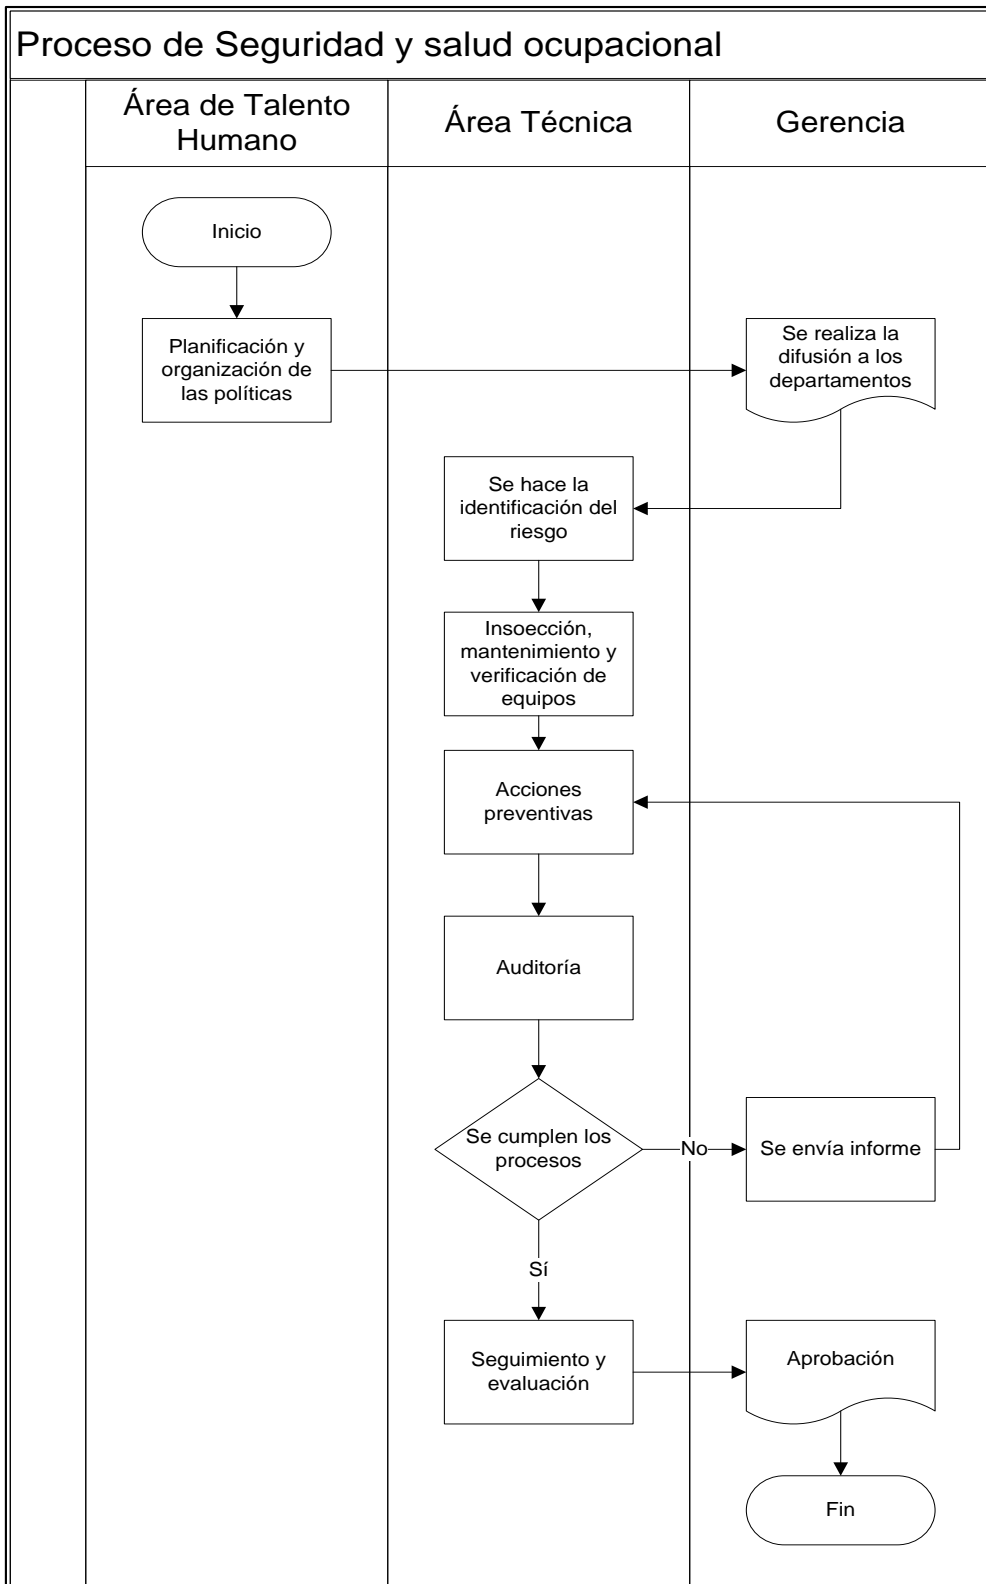 Proceso de Seguridad y salud ocupacional
Área de Talento
Humano
Área Técnica
Gerencia
Inicio
Planificación y
organización de
las políticas
Se realiza la
difusión a los
departamentos
Se hace la
identificación del
riesgo
Insoección,
mantenimiento y
verificación de
equipos
Acciones
preventivas
Auditoría
Se cumplen los
procesos
No
Se envía informe
Sí
Seguimiento y
evaluación
Aprobación
Fin